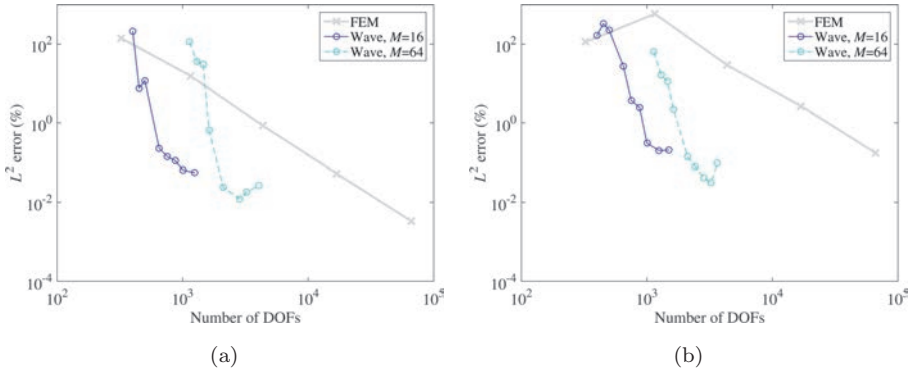 10^2
10^0
10^-2
10^-4
L^2 error (%)
FEM
Wave, M=16
Wave, M=64
10^2
10^3
10^4
10^5
Number of DOFs
(a)
10^2
10^0
10^-2
10^-4
L^2 error (%)
FEM
Wave, M=16
Wave, M=64
10^2
10^3
10^4
10^5
Number of DOFs
(b)